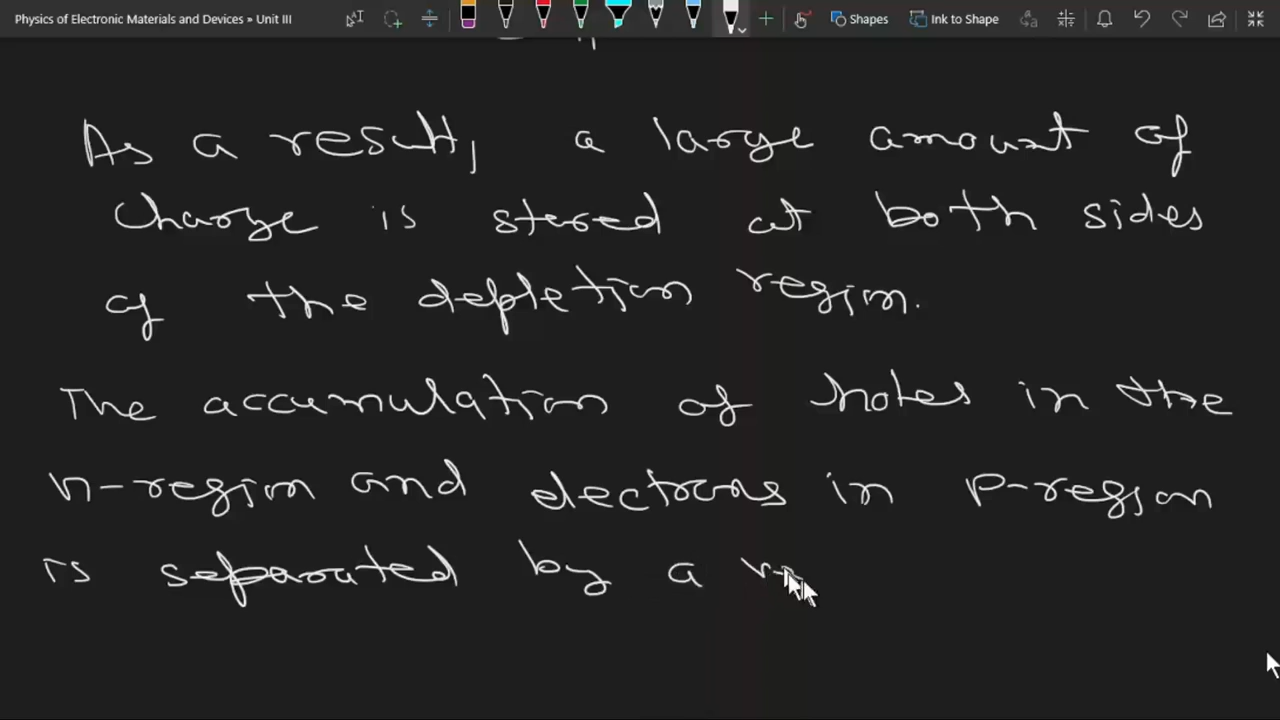 Physics of Electronic Materials and Devices » Unit III
Shapes
Ink to Shape
As a result, a large amount of
charge is stored at both sides
of the depletion region.
The accumulation of holes in the
n-region and electrons in p-region
is separated by a